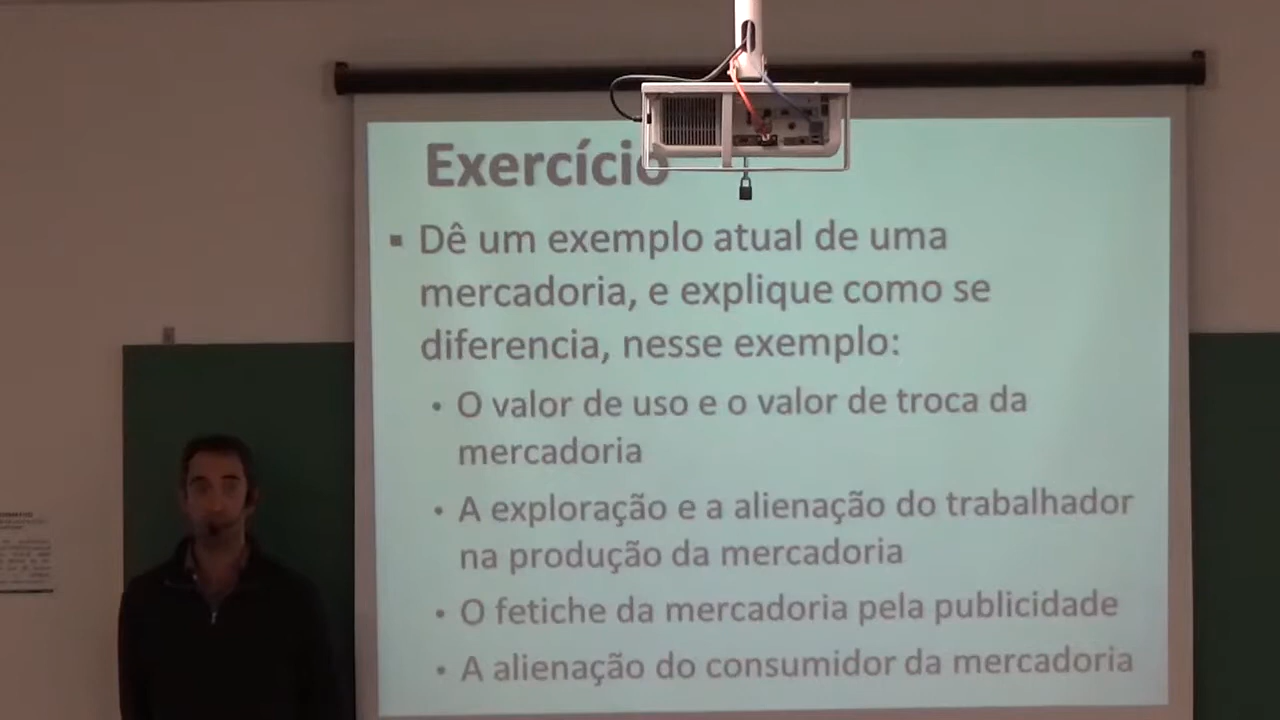 Exercício
▪ Dê um exemplo atual de uma
mercadoria, e explique como se
diferencia, nesse exemplo:
• O valor de uso e o valor de troca da
mercadoria
• A exploração e a alienação do trabalhador
na produção da mercadoria
• O fetiche da mercadoria pela publicidade
• A alienação do consumidor da mercadoria